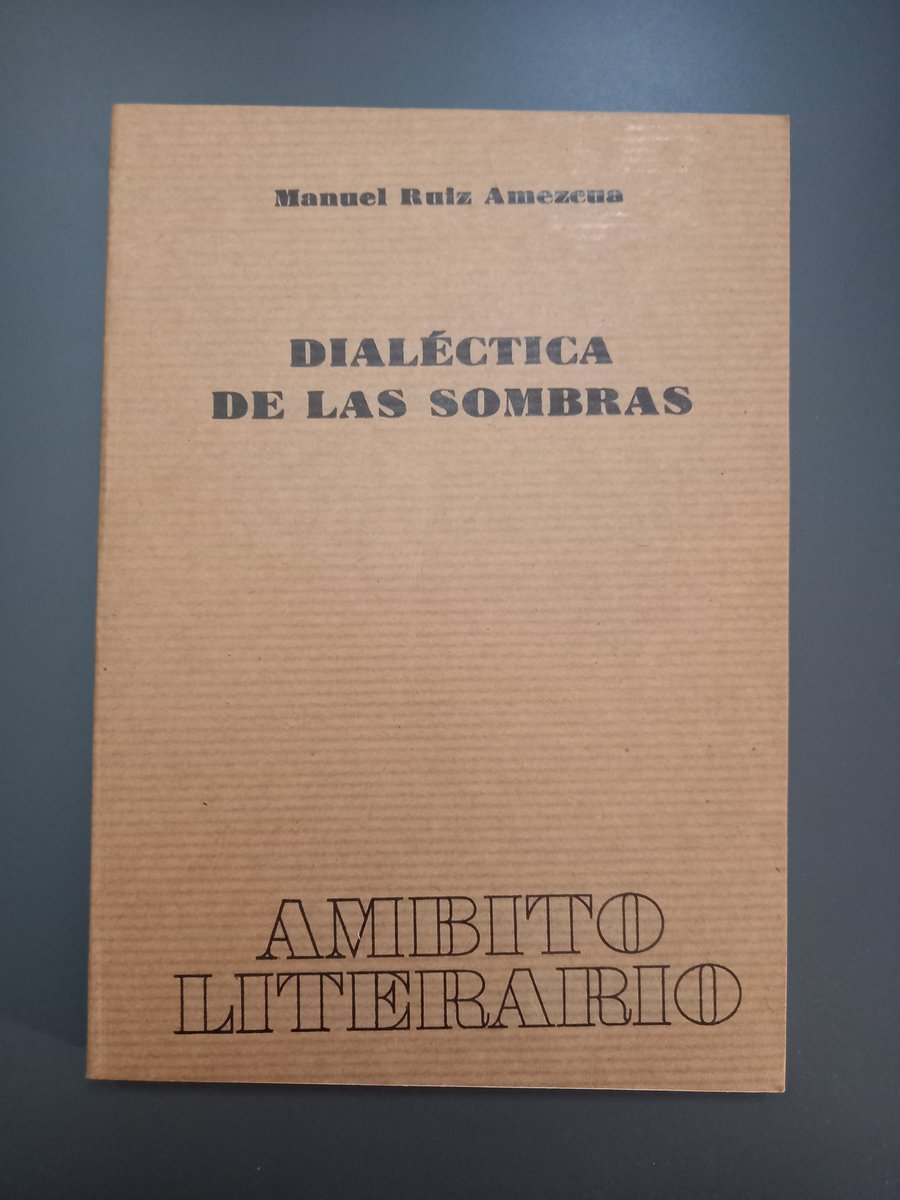 Manuel Ruiz Amezcua
DIALÉCTICA
DE LAS SOMBRAS
AMBITO
LITERARIO